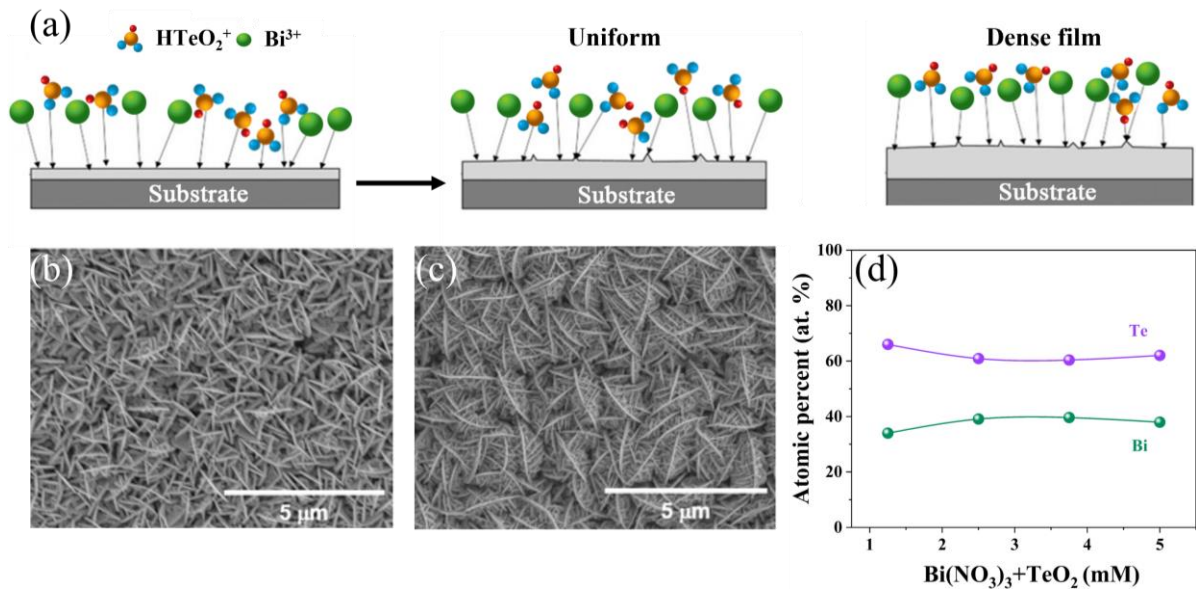 (a)
HTeO₂⁺ Bi³⁺
Uniform
Dense film
Substrate
Substrate
Substrate
(b)
5 μm
(c)
5 μm
(d)
Atomic percent (at. %)
100
80
60
40
20
0
Te
Bi
1 2 3 4 5
Bi(NO₃)₃+TeO₂ (mM)